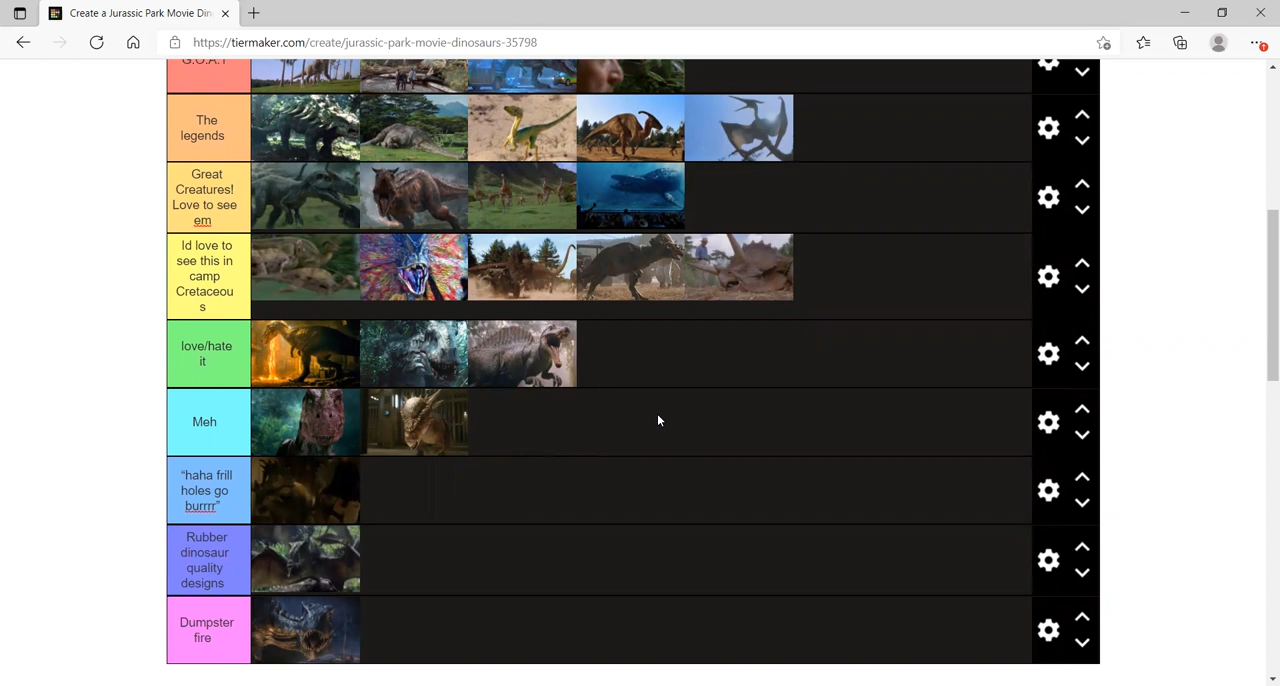 Create a Jurassic Park Movie Din
https://tiermaker.com/create/jurassic-park-movie-dinosaurs-35798
G.O.A.T
The
legends
Great
Creatures!
Love to see
em
Id love to
see this in
camp
Cretaceou
s
love/hate
it
Meh
“haha frill
holes go
burrrr”
Rubber
dinosaur
quality
designs
Dumpster
fire